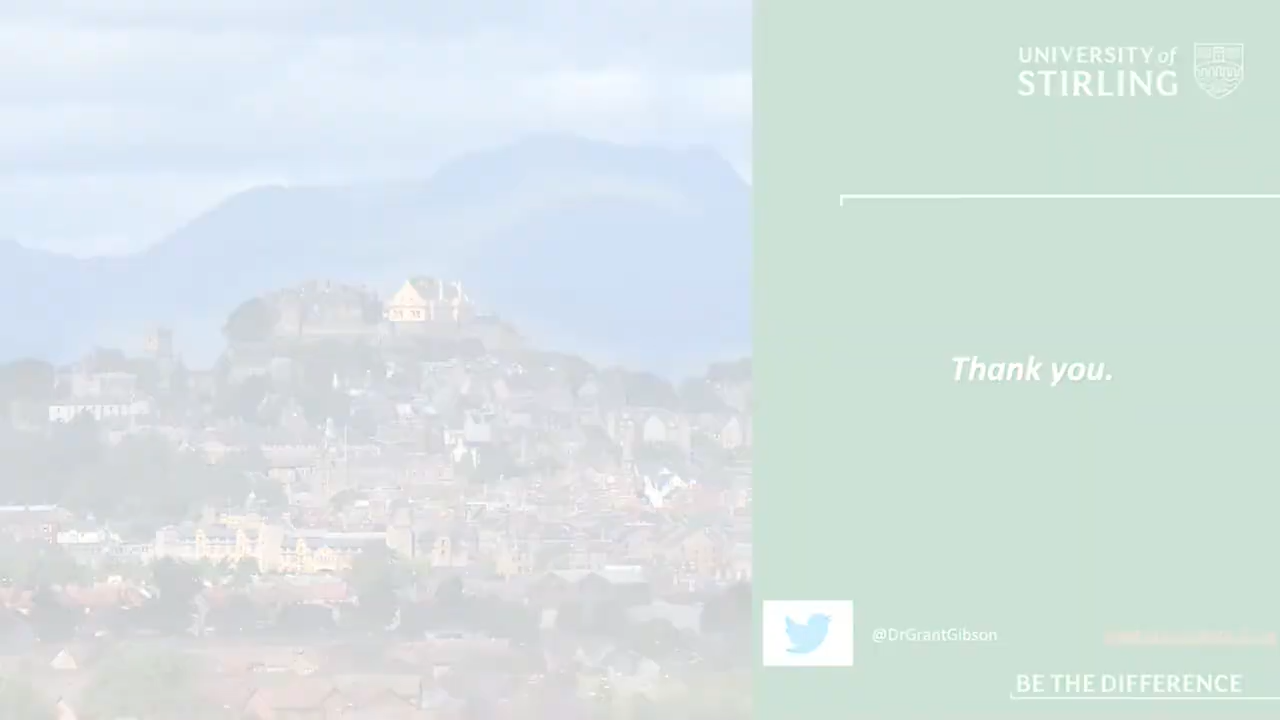 UNIVERSITY of
STIRLING
Thank you.
@DrGrantGibson
BE THE DIFFERENCE